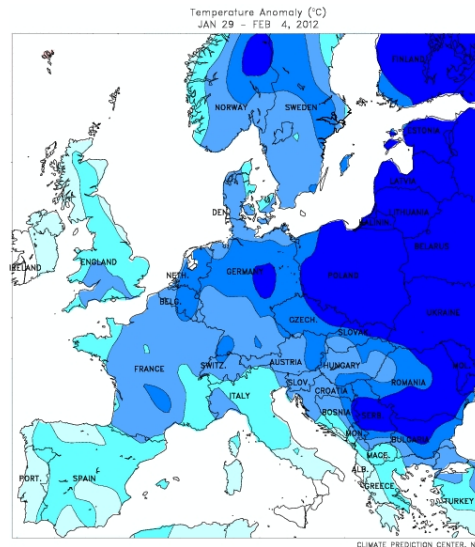 Temperature Anomaly (°C)
JAN 29 – FEB 4, 2012
FINLAND
NORWAY
SWEDEN
ESTONIA
LATVIA
DEN.
LITHUANIA
BELARUS
IRELAND
ENGLAND
NETH.
GERMANY
POLAND
BELG.
UKRAINE
CZECH.
SLOVAK
FRANCE
SWITZ.
AUSTRIA
HUNGARY
MOL.
SLOV.
ROMANIA
CROATIA
ITALY
BOSNIA
SERB.
MON.
BULGARIA
MACE.
PORT.
SPAIN
ALB.
GREECE
TURKEY
CLIMATE PREDICTION CENTER, N